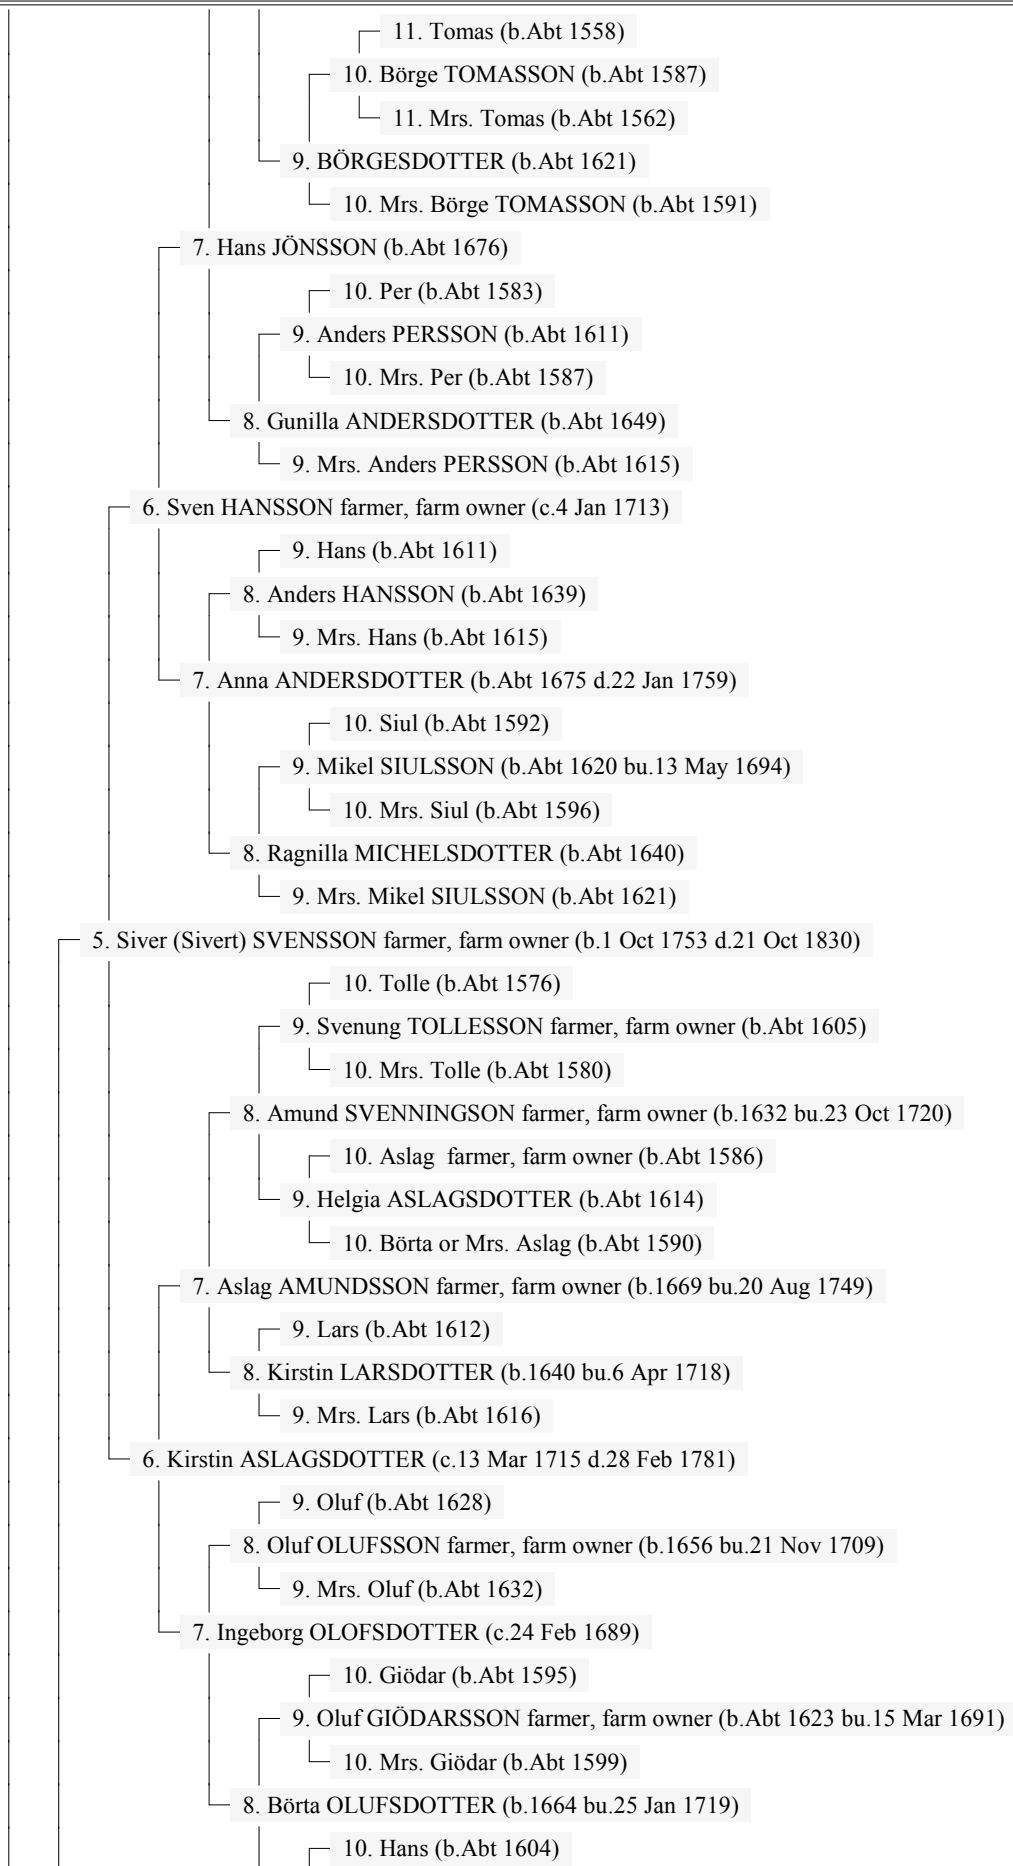 11. Tomas (b.Abt 1558)
10. Börge TOMASSON (b.Abt 1587)
11. Mrs. Tomas (b.Abt 1562)
9. BÖRGESDOTTER (b.Abt 1621)
10. Mrs. Börge TOMASSON (b.Abt 1591)
7. Hans JÖNSSON (b.Abt 1676)
10. Per (b.Abt 1583)
9. Anders PERSSON (b.Abt 1611)
10. Mrs. Per (b.Abt 1587)
8. Gunilla ANDERSDOTTER (b.Abt 1649)
9. Mrs. Anders PERSSON (b.Abt 1615)
6. Sven HANSSON farmer, farm owner (c.4 Jan 1713)
9. Hans (b.Abt 1611)
8. Anders HANSSON (b.Abt 1639)
9. Mrs. Hans (b.Abt 1615)
7. Anna ANDERSDOTTER (b.Abt 1675 d.22 Jan 1759)
10. Siul (b.Abt 1592)
9. Mikel SIULSSON (b.Abt 1620 bu.13 May 1694)
10. Mrs. Siul (b.Abt 1596)
8. Ragnilla MICHELSDOTTER (b.Abt 1640)
9. Mrs. Mikel SIULSSON (b.Abt 1621)
5. Siver (Sivert) SVENSSON farmer, farm owner (b.1 Oct 1753 d.21 Oct 1830)
10. Tolle (b.Abt 1576)
9. Svenung TOLLESSON farmer, farm owner (b.Abt 1605)
10. Mrs. Tolle (b.Abt 1580)
8. Amund SVENNINGSON farmer, farm owner (b.1632 bu.23 Oct 1720)
10. Aslag  farmer, farm owner (b.Abt 1586)
9. Helgia ASLAGSDOTTER (b.Abt 1614)
10. Börta or Mrs. Aslag (b.Abt 1590)
7. Aslag AMUNDSSON farmer, farm owner (b.1669 bu.20 Aug 1749)
9. Lars (b.Abt 1612)
8. Kirstin LARSDOTTER (b.1640 bu.6 Apr 1718)
9. Mrs. Lars (b.Abt 1616)
6. Kirstin ASLAGSDOTTER (c.13 Mar 1715 d.28 Feb 1781)
9. Oluf (b.Abt 1628)
8. Oluf OLUFSSON farmer, farm owner (b.1656 bu.21 Nov 1709)
9. Mrs. Oluf (b.Abt 1632)
7. Ingeborg OLOFSDOTTER (c.24 Feb 1689)
10. Giödar (b.Abt 1595)
9. Oluf GIÖDARSSON farmer, farm owner (b.Abt 1623 bu.15 Mar 1691)
10. Mrs. Giödar (b.Abt 1599)
8. Börta OLUFSDOTTER (b.1664 bu.25 Jan 1719)
10. Hans (b.Abt 1604)